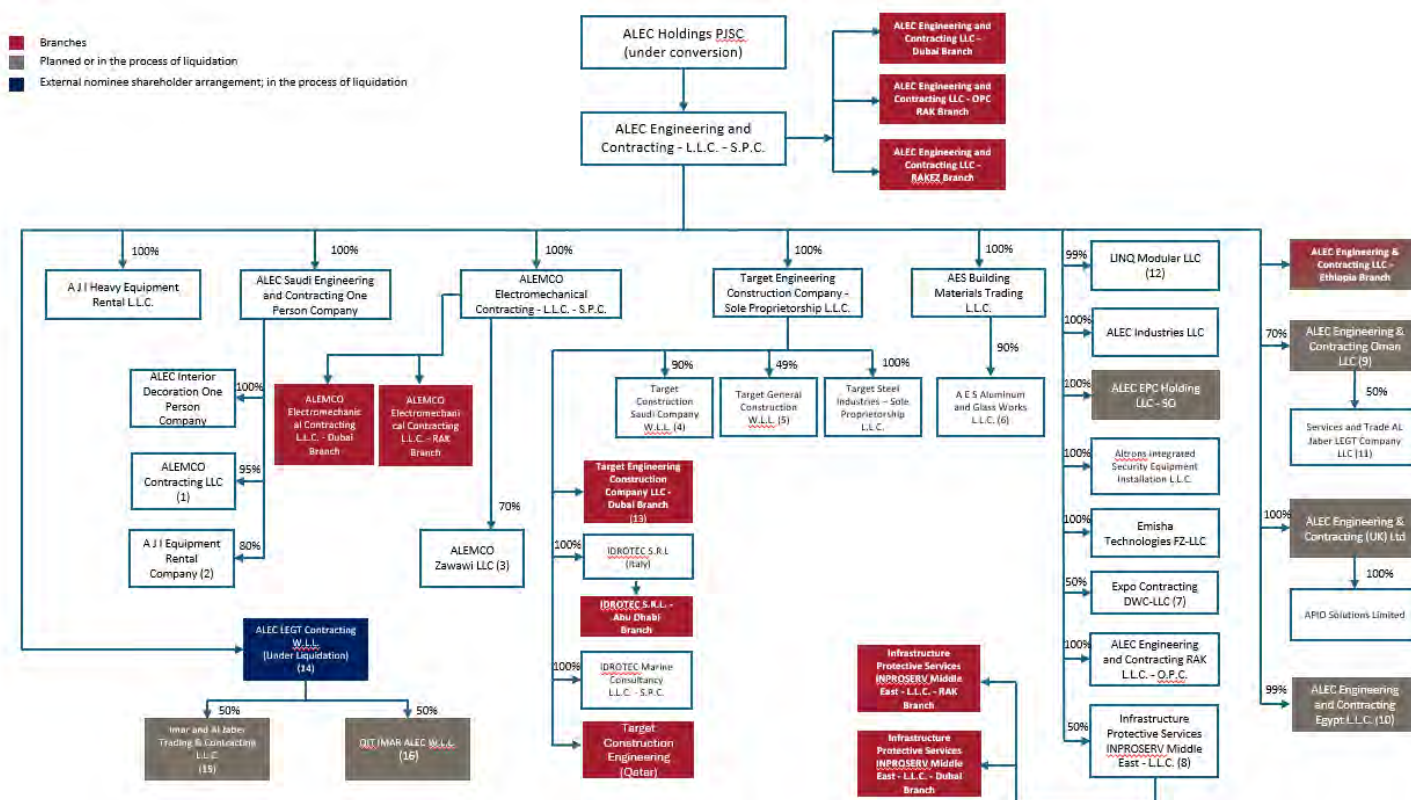 Branches
Planned or in the process of liquidation
External nominee shareholder arrangement; in the process of liquidation
ALEC Holdings PJSC
(under conversion)
ALEC Engineering and
Contracting - L.L.C. - S.P.C.
ALEC Engineering and
Contracting LLC -
Dubai Branch
ALEC Engineering and
Contracting LLC - OPC
RAK Branch
ALEC Engineering and
Contracting LLC -
RAKEZ Branch
100%
A J I Heavy Equipment
Rental L.L.C.
100%
ALEC Saudi Engineering
and Contracting One
Person Company
100%
ALEMCO
Electromechanical
Contracting - L.L.C. - S.P.C.
100%
Target Engineering
Construction Company -
Sole Proprietorship L.L.C.
100%
AES Building
Materials Trading
L.L.C.
ALEC Interior
Decoration One
Person
Company
100%
ALEMCO
Contracting LLC
(1)
95%
A J I Equipment
Rental
Company (2)
80%
ALEMCO
Electromechanic
al Contracting
L.L.C. - Dubai
Branch
ALEMCO
Electromechani
cal Contracting
L.L.C. - RAK
Branch
70%
ALEMCO
Zawawi LLC (3)
90%
Target
Construction
Saudi Company
W.L.L. (4)
49%
Target General
Construction
W.L.L. (5)
100%
Target Steel
Industries – Sole
Proprietorship
L.L.C.
90%
A E S Aluminum
and Glass Works
L.L.C. (6)
Target Engineering
Construction
Company LLC -
Dubai Branch
(13)
100%
IDROTEC S.R.L
(Italy)
IDROTEC S.R.L. -
Abu Dhabi
Branch
100%
IDROTEC Marine
Consultancy
L.L.C. - S.P.C.
Target
Construction
Engineering
(Qatar)
ALEC LEGT Contracting
W.L.L.
(Under Liquidation)
(14)
50%
Imar and Al Jaber
Trading & Contracting
L.L.C.
(15)
50%
QIT IMAR ALEC W.L.L.
(16)
99%
LINQ Modular LLC
(12)
100%
ALEC Industries LLC
100%
ALEC EPC Holding
LLC - SO
100%
Altrons Integrated
Security Equipment
Installation L.L.C.
100%
Emisha
Technologies FZ-LLC
50%
Expo Contracting
DWC-LLC (7)
100%
ALEC Engineering
and Contracting RAK
L.L.C. - O.P.C.
50%
Infrastructure
Protective Services
INPROSERV Middle
East - L.L.C. (8)
Infrastructure
Protective Services
INPROSERV Middle
East - L.L.C. - RAK
Branch
Infrastructure
Protective Services
INPROSERV Middle
East - L.L.C. - Dubai
Branch
ALEC Engineering &
Contracting LLC -
Ethiopia Branch
70%
ALEC Engineering &
Contracting Oman
LLC (9)
50%
Services and Trade AL
Jaber LEGT Company
LLC (11)
100%
ALEC Engineering &
Contracting (UK) Ltd
100%
APID Solutions Limited
99%
ALEC Engineering
and Contracting
Egypt L.L.C. (10)